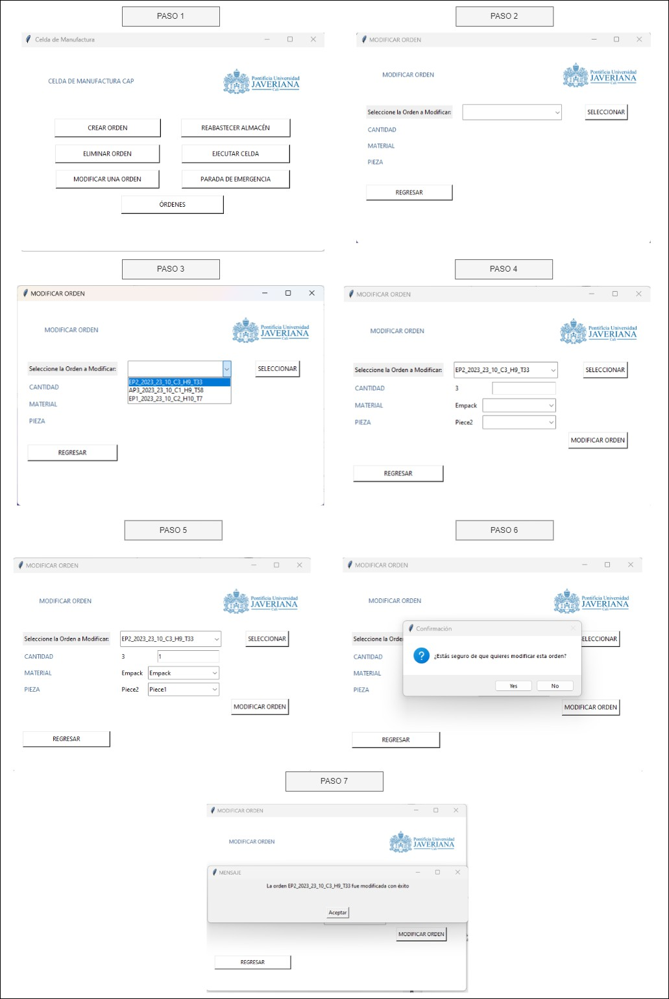 PASO 1
Celda de Manufactura
CELDA DE MANUFACTURA CAP
Pontificia Universidad
JAVERIANA
Cali
CREAR ORDEN
REABASTECER ALMACÉN
ELIMINAR ORDEN
EJECUTAR CELDA
MODIFICAR UNA ORDEN
PARADA DE EMERGENCIA
ÓRDENES
PASO 2
MODIFICAR ORDEN
MODIFICAR ORDEN
Pontificia Universidad
JAVERIANA
Cali
Seleccione la Orden a Modificar:
SELECCIONAR
CANTIDAD
MATERIAL
PIEZA
REGRESAR
PASO 3
MODIFICAR ORDEN
MODIFICAR ORDEN
Pontificia Universidad
JAVERIANA
Cali
Seleccione la Orden a Modificar:
SELECCIONAR
EP2_2023_23_10_C3_H9_T33
AP3_2023_23_10_C1_H9_T58
EP1_2023_23_10_C2_H10_T7
CANTIDAD
MATERIAL
PIEZA
REGRESAR
PASO 4
MODIFICAR ORDEN
MODIFICAR ORDEN
Pontificia Universidad
JAVERIANA
Cali
Seleccione la Orden a Modificar: EP2_2023_23_10_C3_H9_T33
SELECCIONAR
CANTIDAD 3
MATERIAL Empack
PIEZA Piece2
MODIFICAR ORDEN
REGRESAR
PASO 5
MODIFICAR ORDEN
MODIFICAR ORDEN
Pontificia Universidad
JAVERIANA
Cali
Seleccione la Orden a Modificar: EP2_2023_23_10_C3_H9_T33
SELECCIONAR
CANTIDAD 3 1
MATERIAL Empack Empack
PIEZA Piece2 Piece1
MODIFICAR ORDEN
REGRESAR
PASO 6
MODIFICAR ORDEN
MODIFICAR ORDEN
Pontificia Universidad
JAVERIANA
Cali
Seleccione la Orde
ELECCIONAR
Confirmación
¿Estás seguro de que quieres modificar esta orden?
Yes
No
CANTIDAD
MATERIAL
PIEZA
MODIFICAR ORDEN
REGRESAR
PASO 7
MODIFICAR ORDEN
MODIFICAR ORDEN
Pontificia Universidad
JAVERIANA
Cali
MENSAJE
La orden EP2_2023_23_10_C3_H9_T33 fue modificada con éxito
Aceptar
MODIFICAR ORDEN
REGRESAR